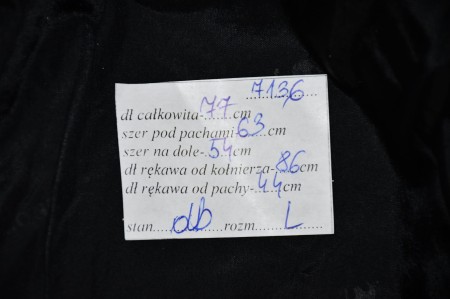 7136
dl całkowita-77cm
szer pod pachami-63cm
szer na dole-54cm
dł rękawa od kołnierza-86cm
dł rękawa od pachy-44cm
stan db rozm L